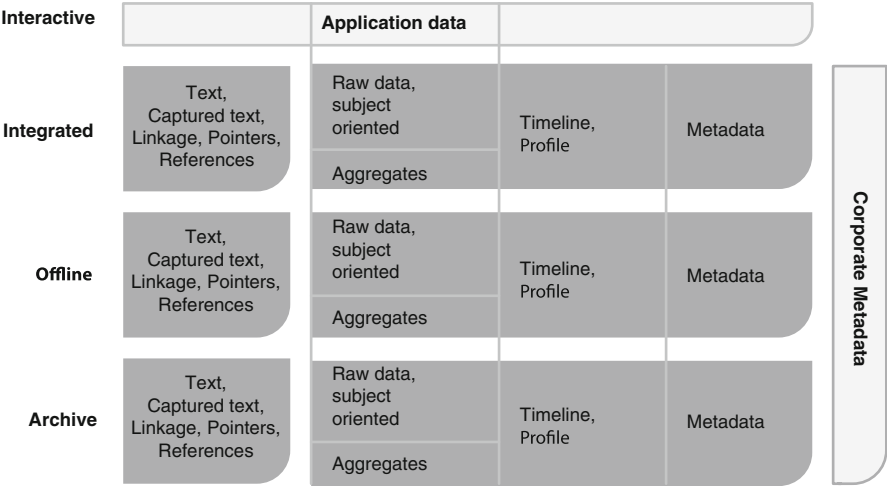 Interactive
Application data
Integrated
Text,
Captured text,
Linkage, Pointers,
References
Raw data,
subject
oriented
Aggregates
Timeline,
Profile
Metadata
Offline
Text,
Captured text,
Linkage, Pointers,
References
Raw data,
subject
oriented
Aggregates
Timeline,
Profile
Metadata
Archive
Text,
Captured text,
Linkage, Pointers,
References
Raw data,
subject
oriented
Aggregates
Timeline,
Profile
Metadata
Corporate Metadata